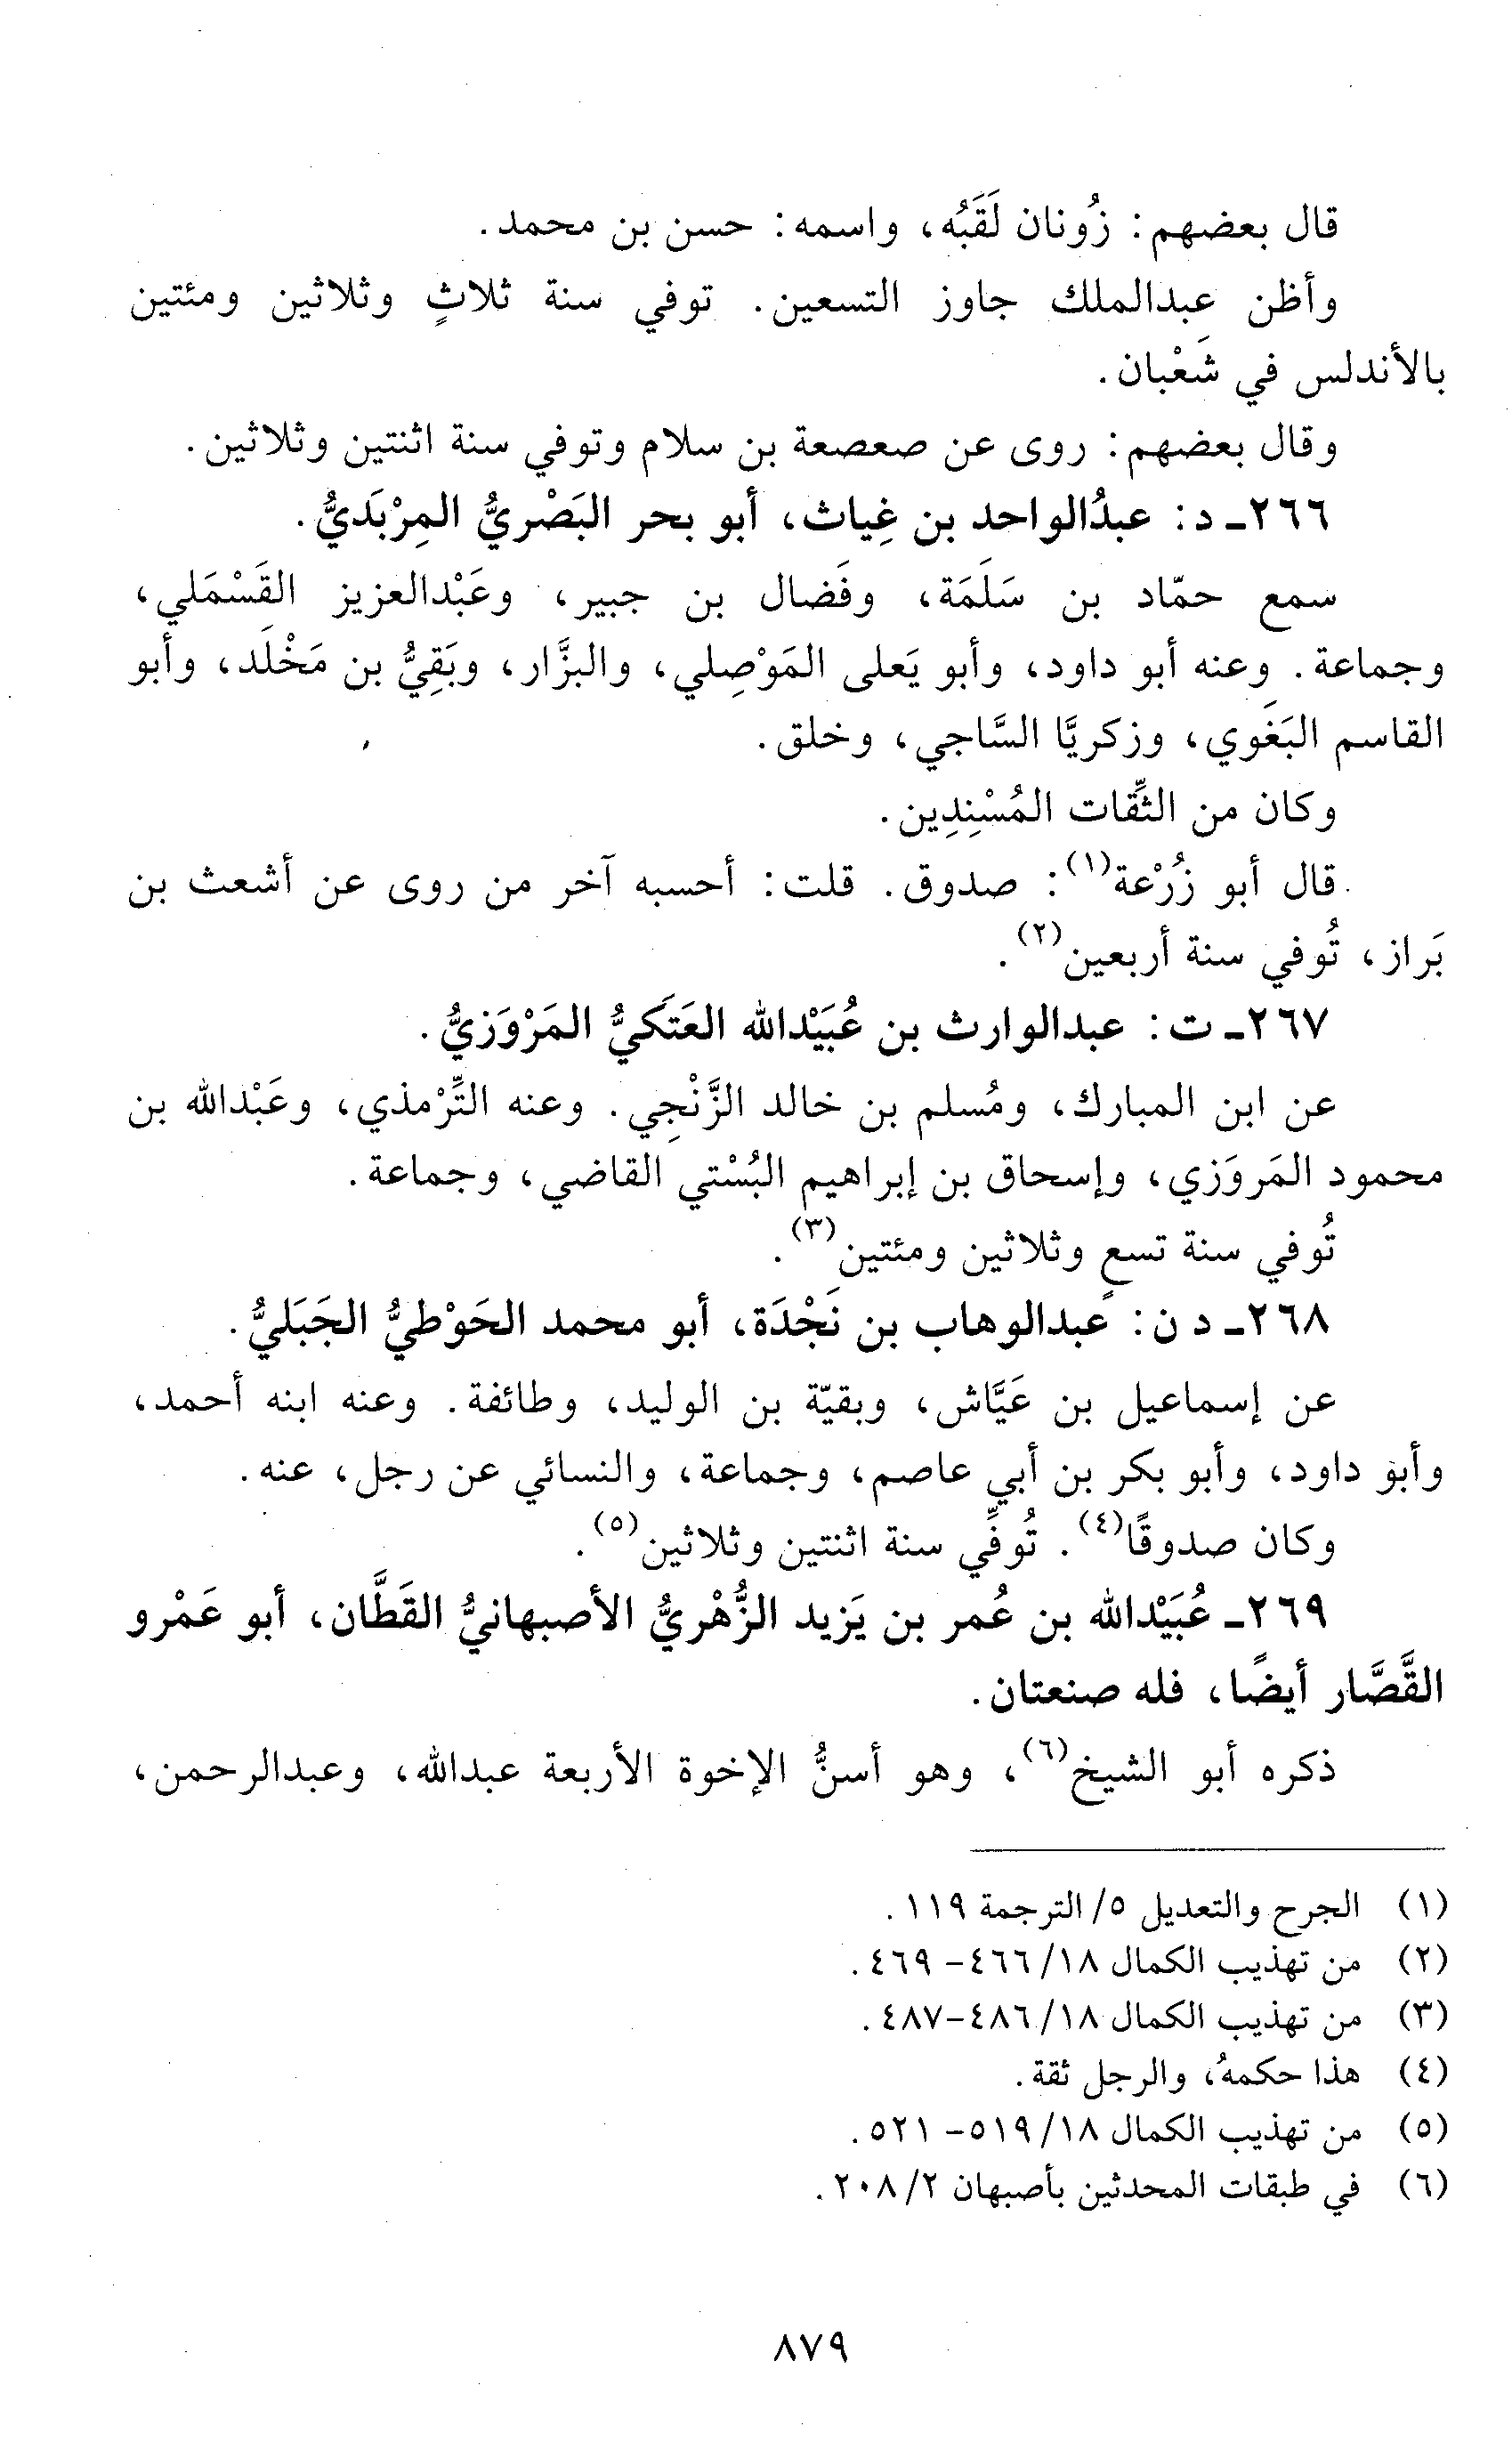 قال بعضهم: زُونان لَقَبُه، واسمه: حسن بن محمد.
وأظن عبدالملك جاوز التسعين. توفي سنة ثلاثٍ وثلاثين ومئتين
بالأندلس في شَعْبان.
وقال بعضهم: روى عن صعصعة بن سلام وتوفي سنة اثنتين وثلاثين.
٢٦٦- د: عبدُالواحد بن غِياث، أبو بحر البَصْريُّ المِرْبَديُّ.
سمع حمّاد بن سَلَمَة، وفَضال بن جبير، وعَبْدالعزيز القَسْمَلي،
وجماعة. وعنه أبو داود، وأبو يَعلى المَوْصِلي، والبزَّار، وبَقِيُّ بن مَخْلَد، وأبو
القاسم البَغَوي، وزكريَّا السَّاجي، وخلق.
وكان من الثِّقات المُسْنِدِين.
قال أبو زُرْعة(١): صدوق. قلت: أحسبه آخر من روى عن أشعث بن
بَراز، تُوفي سنة أربعين(٢).
٢٦٧- ت: عبدالوارث بن عُبَيْدالله العَتَكيُّ المَرْوَزيُّ.
عن ابن المبارك، ومُسلم بن خالد الزَّنْجي. وعنه التِّرْمذي، وعَبْدالله بن
محمود المَروَزي، وإسحاق بن إبراهيم البُسْتي القاضي، وجماعة.
تُوفي سنة تسعٍ وثلاثين ومئتين(٣).
٢٦٨- د ن: عبدالوهاب بن نَجْدَة، أبو محمد الحَوْطيُّ الجَبَليُّ.
عن إسماعيل بن عَيَّاش، وبقيّة بن الوليد، وطائفة. وعنه ابنه أحمد،
وأبو داود، وأبو بكر بن أبي عاصم، وجماعة، والنسائي عن رجل، عنه.
وكان صدوقًا(٤). تُوفِّي سنة اثنتين وثلاثين(٥).
٢٦٩- عُبَيْدالله بن عُمر بن يَزيد الزُّهْريُّ الأصبهانيُّ القَطَّان، أبو عَمْرو
القَّصَّار أيضًا، فله صنعتان.
ذكره أبو الشيخ(٦)، وهو أسنُّ الإخوة الأربعة عبدالله، وعبدالرحمن،
(١) الجرح والتعديل ٥/ الترجمة ١١٩.
(٢) من تهذيب الكمال ١٨/ ٤٦٦- ٤٦٩.
(٣) من تهذيب الكمال ١٨/ ٤٨٦-٤٨٧.
(٤) هذا حكمهُ، والرجل ثقة.
(٥) من تهذيب الكمال ١٨/ ٥١٩- ٥٢١.
(٦) في طبقات المحدثين بأصبهان ٢/ ٢٠٨.
٨٧٩